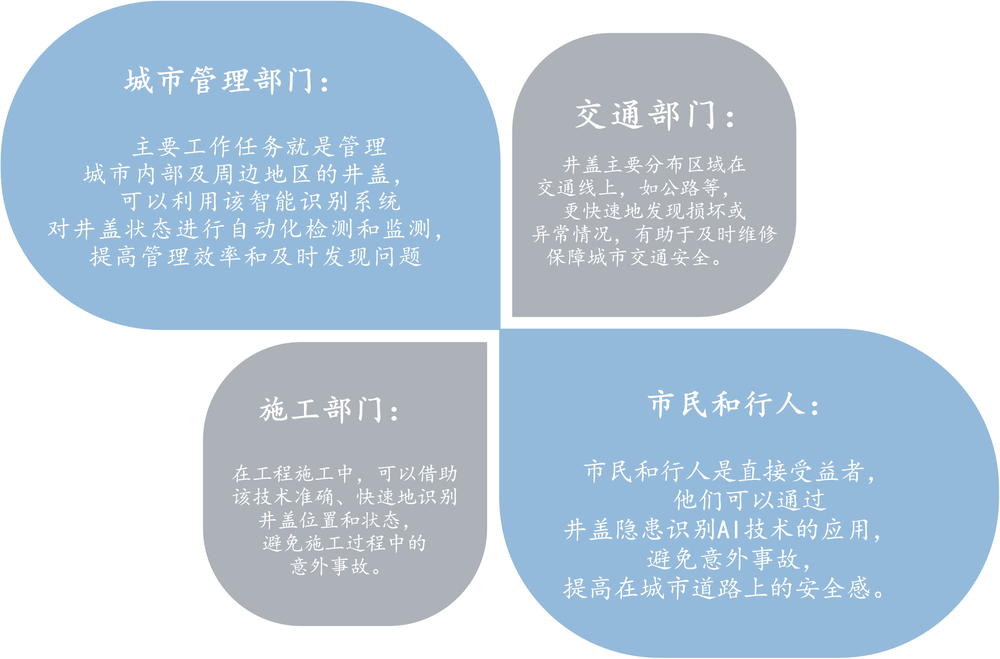 城市管理部门：
主要工作任务就是管理
城市内部及周边地区的井盖，
可以利用该智能识别系统
对井盖状态进行自动化检测和监测，
提高管理效率和及时发现问题
交通部门：
井盖主要分布区域在
交通线上，如公路等，
更快速地发现损坏或
异常情况，有助于及时维修
保障城市交通安全。
施工部门：
在工程施工中，可以借助
该技术准确、快速地识别
井盖位置和状态，
避免施工过程中的
意外事故。
市民和行人：
市民和行人是直接受益者，
他们可以通过
井盖隐患识别AI技术的应用，
避免意外事故，
提高在城市道路上的安全感。